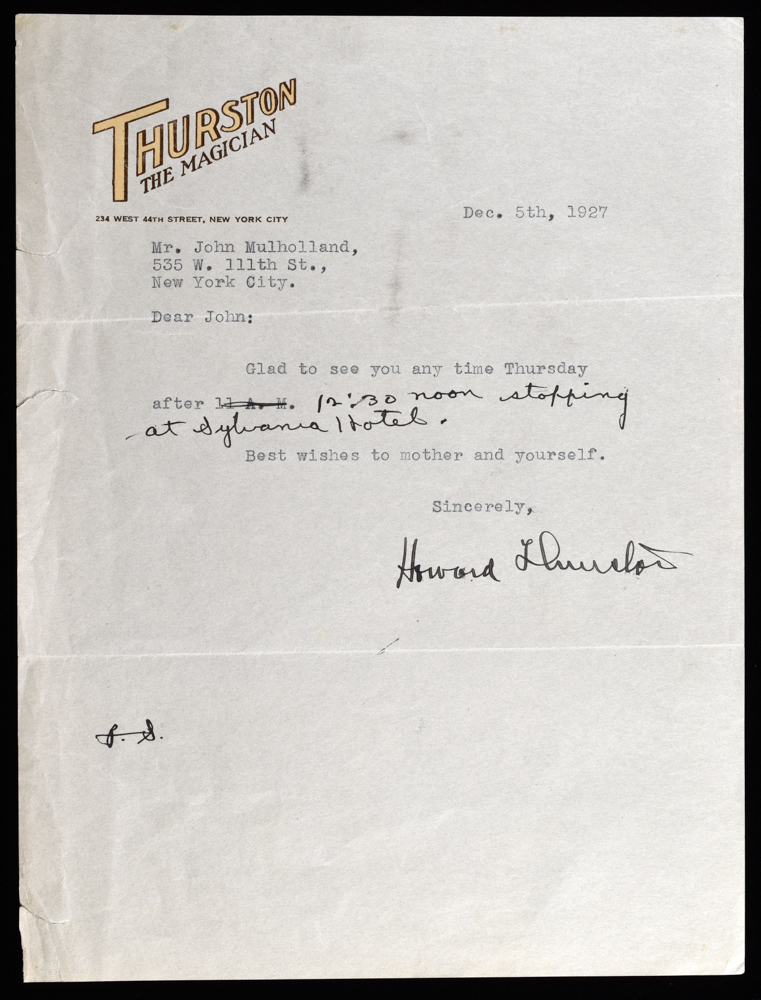 THURSTON
THE MAGICIAN
234 WEST 44TH STREET, NEW YORK CITY
Dec. 5th, 1927
Mr. John Mulholland,
535 W. 111th St.,
New York City.
Dear John:
Glad to see you any time Thursday
after 11 A. M. 12:30 noon stopping
at Sylvania Hotel.
Best wishes to mother and yourself.
Sincerely,
Howard Thurston
P. S.